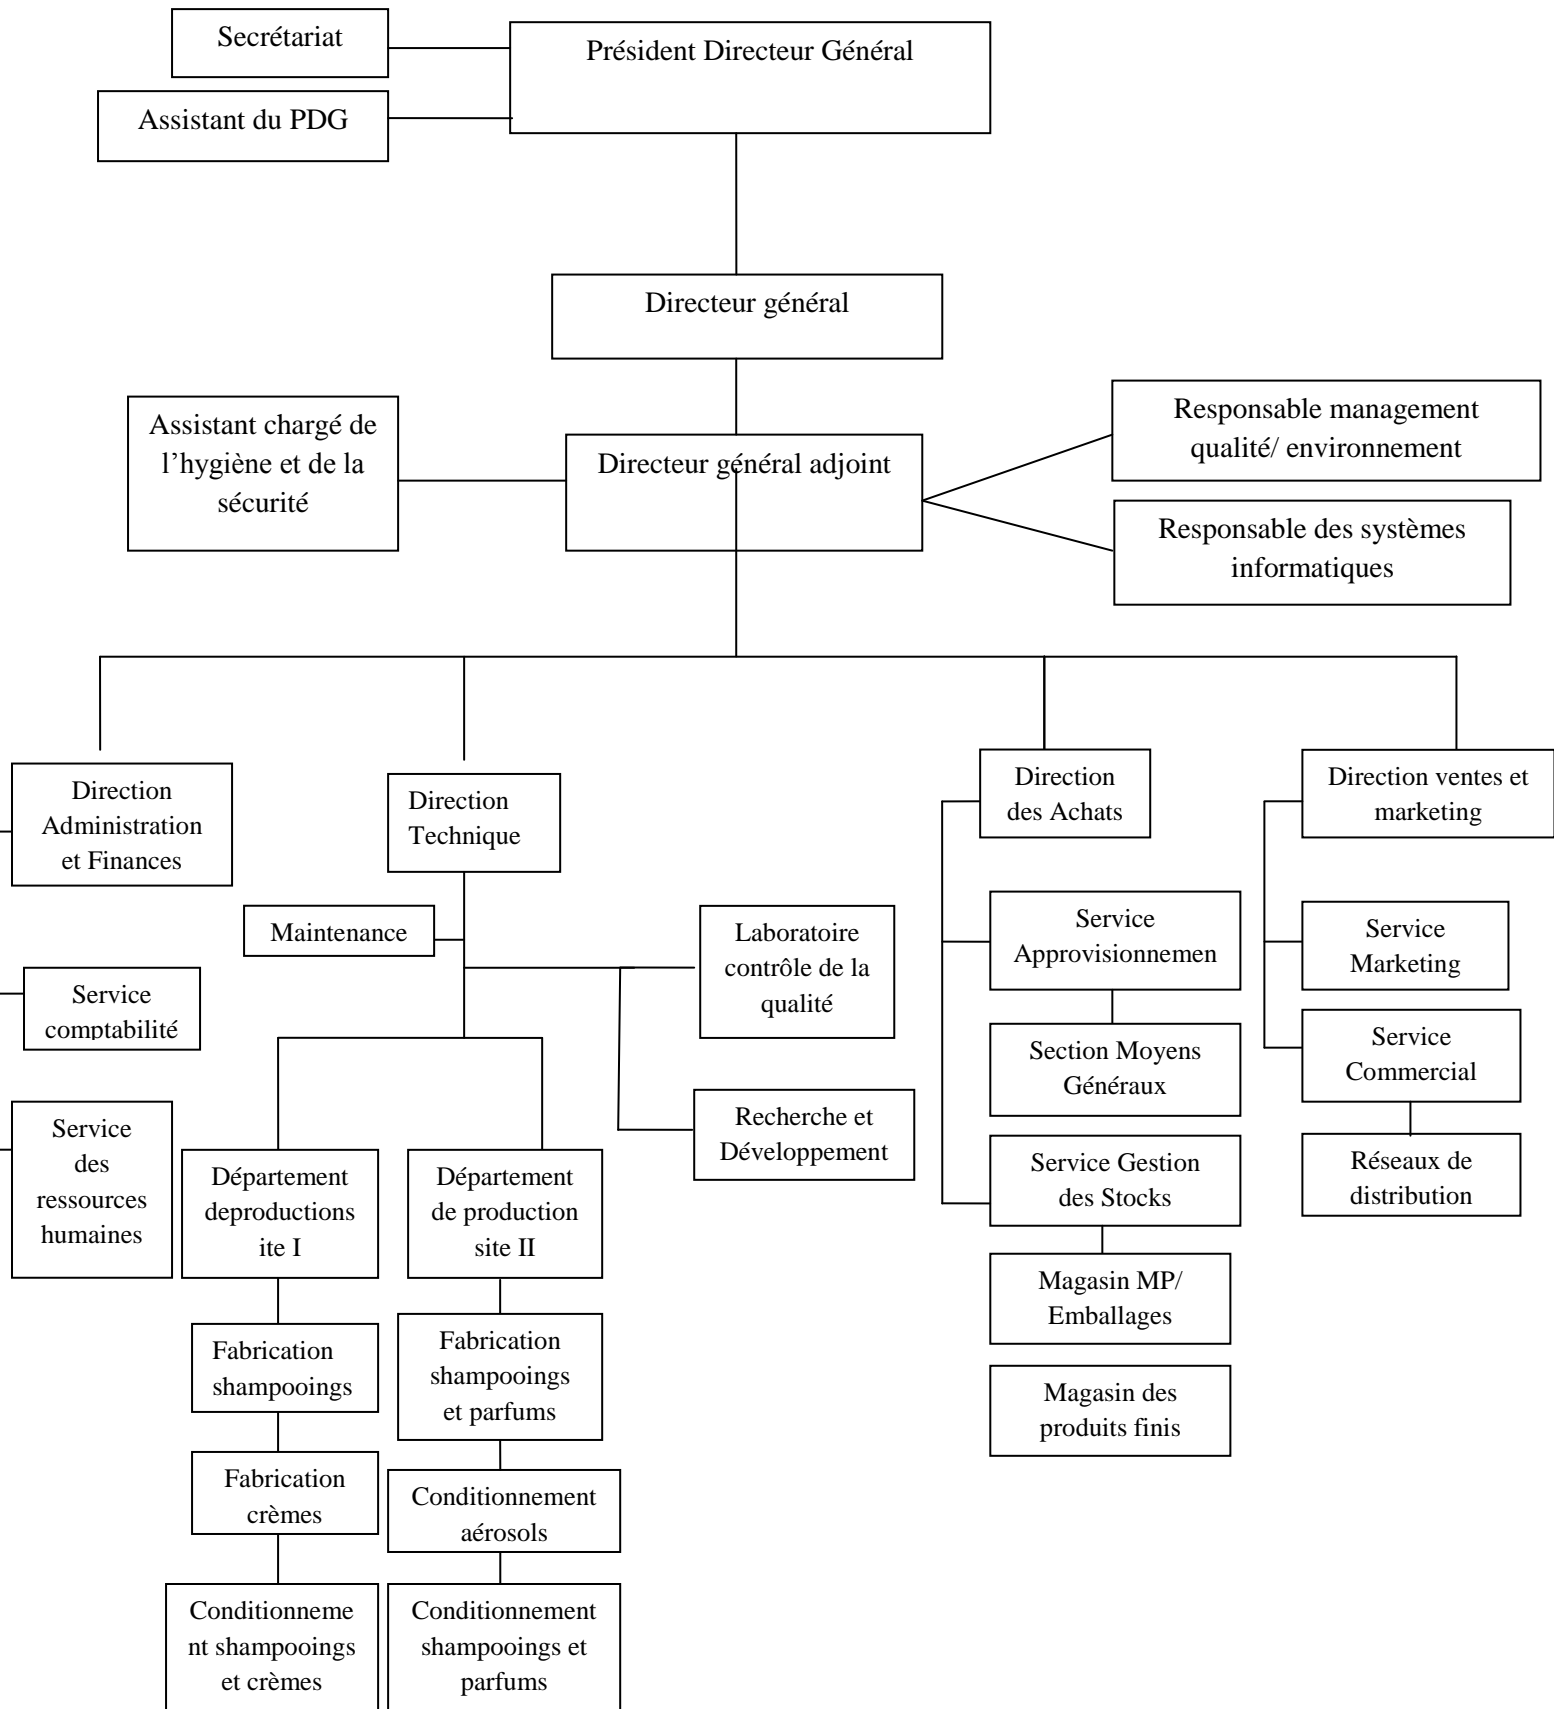 Secrétariat
Président Directeur Général
Assistant du PDG
Directeur général
Assistant chargé de
l’hygiène et de la
sécurité
Directeur général adjoint
Responsable management
qualité/ environnement
Responsable des systèmes
informatiques
Direction
Administration
et Finances
Direction
Technique
Direction
des Achats
Direction ventes et
marketing
Maintenance
Laboratoire
contrôle de la
qualité
Service
Approvisionnemen
Service
Marketing
Service
comptabilité
Section Moyens
Généraux
Service
Commercial
Service
des
ressources
humaines
Département
deproductions
ite I
Département
de production
site II
Recherche et
Développement
Service Gestion
des Stocks
Réseaux de
distribution
Magasin MP/
Emballages
Fabrication
shampooings
Fabrication
shampooings
et parfums
Magasin des
produits finis
Fabrication
crèmes
Conditionnement
aérosols
Conditionneme
nt shampooings
et crèmes
Conditionnement
shampooings et
parfums